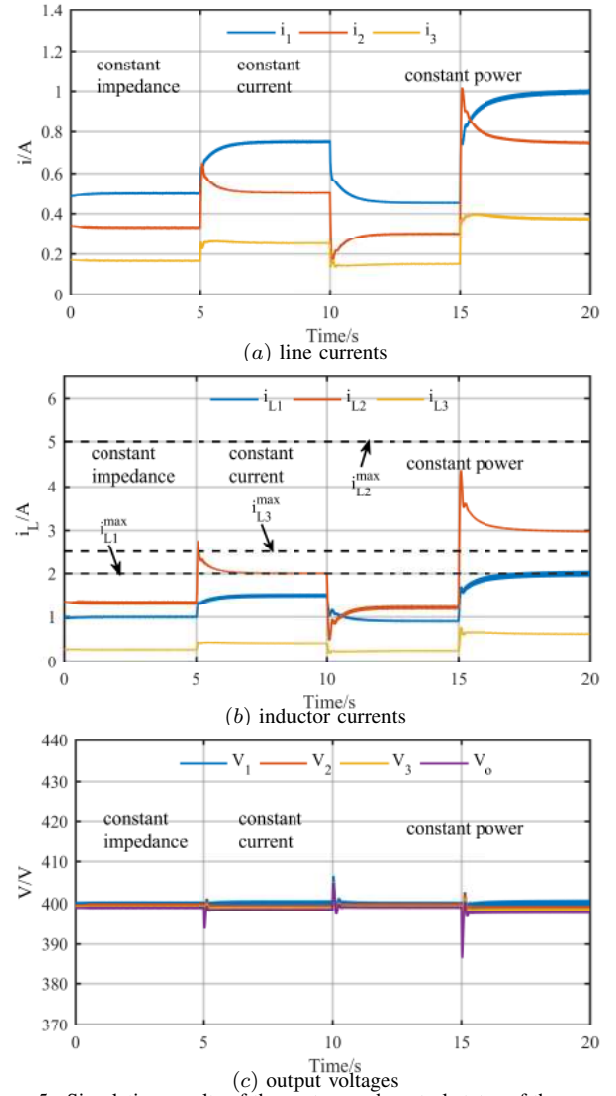 i1 i2 i3
1.4
1.2
1
0.8
0.6
0.4
0.2
0
i/A
constant impedance
constant current
constant power
0 5 10 15 20
Time/s
(a) line currents
iL1 iL2 iL3
6
5
4
3
2
1
0
iL/A
constant impedance
constant current
constant power
iL1max
iL3max
iL2max
0 5 10 15 20
Time/s
(b) inductor currents
V1 V2 V3 Vo
440
430
420
410
400
390
380
370
V/V
constant impedance
constant current
constant power
0 5 10 15 20
Time/s
(c) output voltages